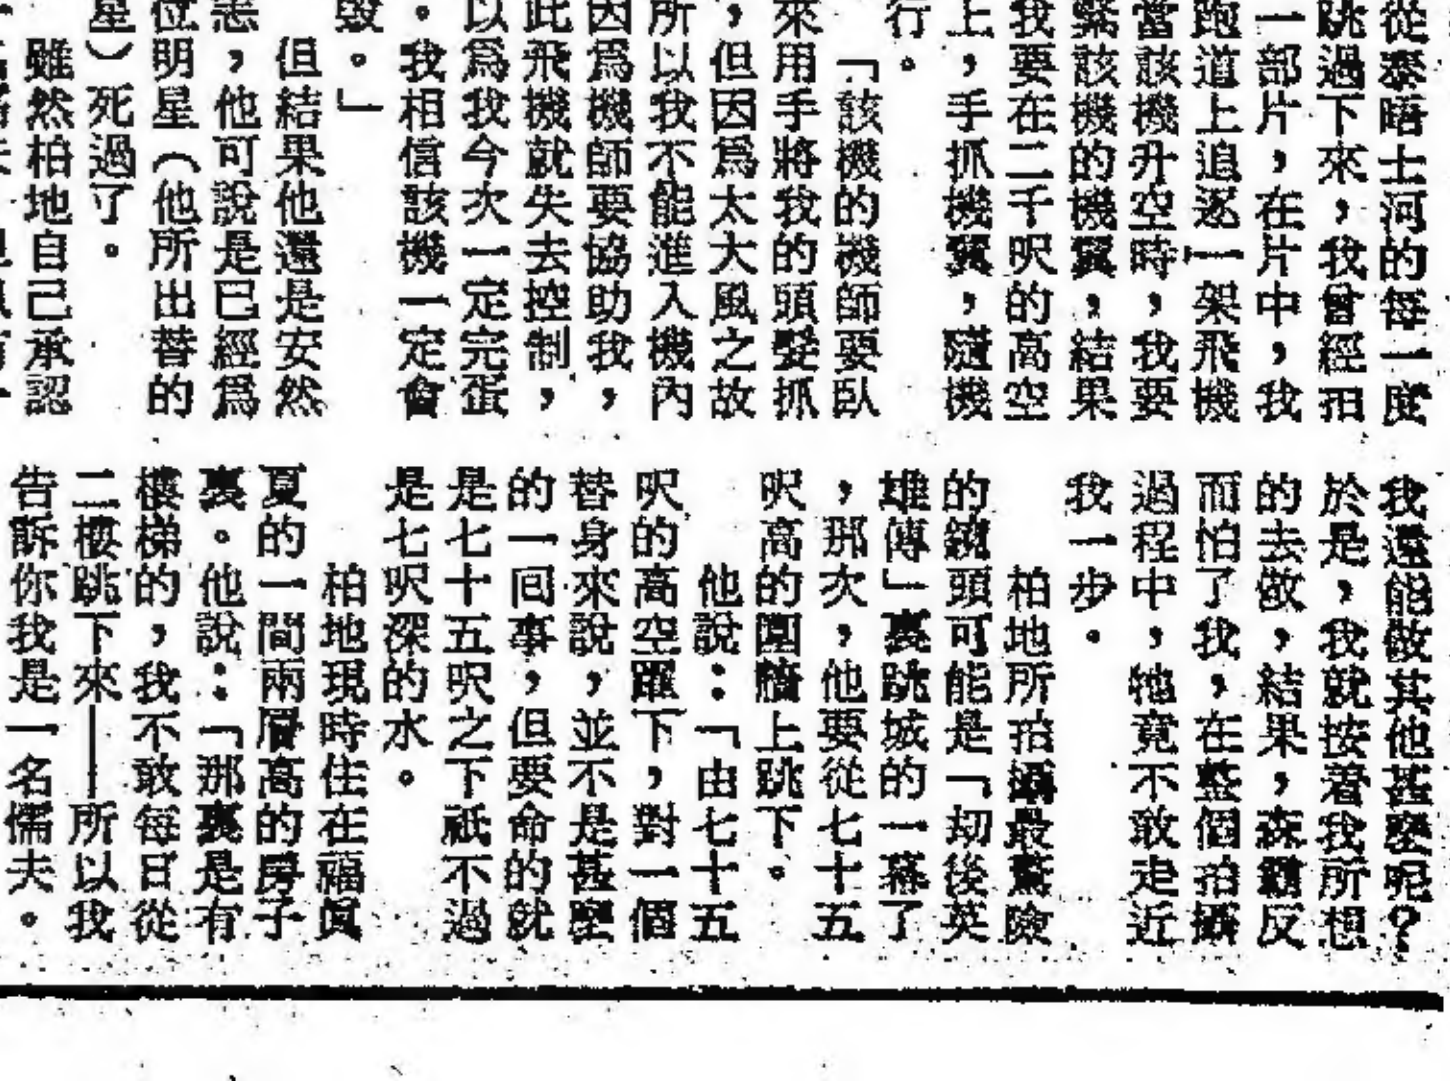 從泰晤士河的每一度
跳過下來，我曾經拍
一部片，在片中，我
跑道上追逐一架飛機
當該機升空時，我要
緊該機的機翼，結果
我要在二千呎的高空
上，手抓機翼，隨機
行。
「該機的機師要臥
來用手將我的頭髮抓
，但因爲太大風之故
所以我不能進入機內
因爲機師要協助我，
此飛機就失去控制，
以爲我今次一定完蛋
。我相信該機一定會
毀。」
但結果他還是安然
恙，他可說是已經爲
位明星（他所出替的
星）死過了。
雖然柏地自己承認
我還能做其他甚麼呢？
於是，我就按着我所想
的去做，結果，森獅反
而怕了我，在整個拍攝
過程中，牠竟不敢走近
我一步。
柏地所拍攝最驚險
的鏡頭可能是「刼後英
雄傳」裏跳城的一幕了
，那次，他要從七十五
呎高的圍牆上跳下。
他說：「由七十五
呎的高空躍下，對一個
替身來說，並不是甚麼
的一回事，但要命的就
是七十五呎之下祇不過
是七呎深的水。
柏地現時住在福眞
夏的一間兩層高的房子
裏。他說：「那裏是有
樓梯的，我不敢每日從
二樓跳下來——所以我
告訴你我是一名懦夫。